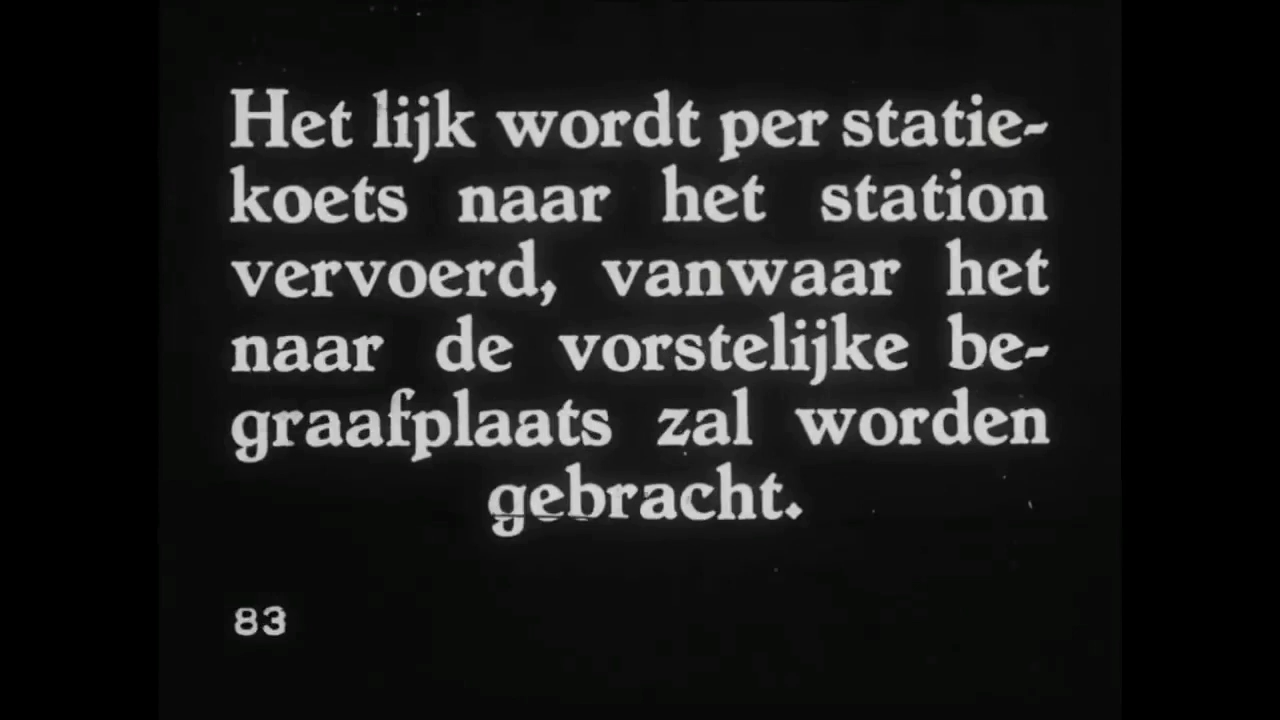 Het lijk wordt per statie-
koets naar het station
vervoerd, vanwaar het
naar de vorstelijke be-
graafplaats zal worden
gebracht.
83